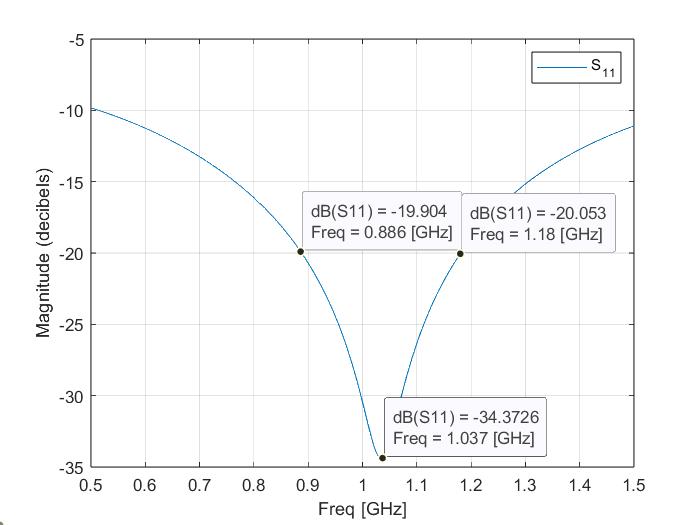 -5
-10
-15
-20
-25
-30
-35
Magnitude (decibels)
S11
dB(S11) = -19.904
Freq = 0.886 [GHz]
dB(S11) = -20.053
Freq = 1.18 [GHz]
dB(S11) = -34.3726
Freq = 1.037 [GHz]
0.5 0.6 0.7 0.8 0.9 1 1.1 1.2 1.3 1.4 1.5
Freq [GHz]